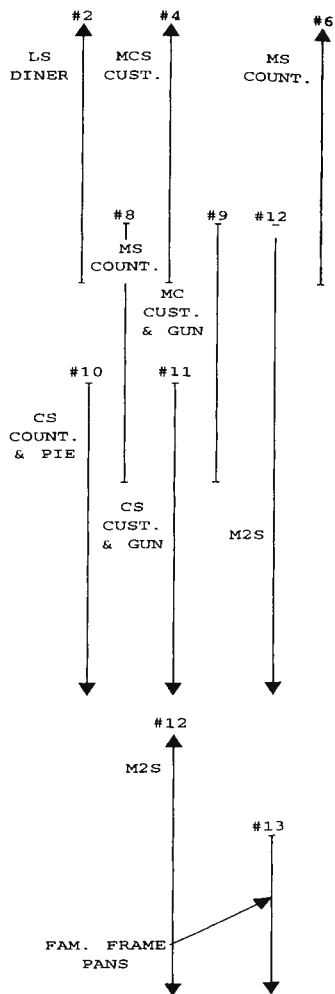 #2
#4
#6
LS
DINER
MCS
CUST.
MS
COUNT.
#8
#9
#12
MS
COUNT.
MC
CUST.
& GUN
#10
#11
CS
COUNT.
& PIE
CS
CUST.
& GUN
M2S
#12
M2S
#13
FAM. FRAME
PANS